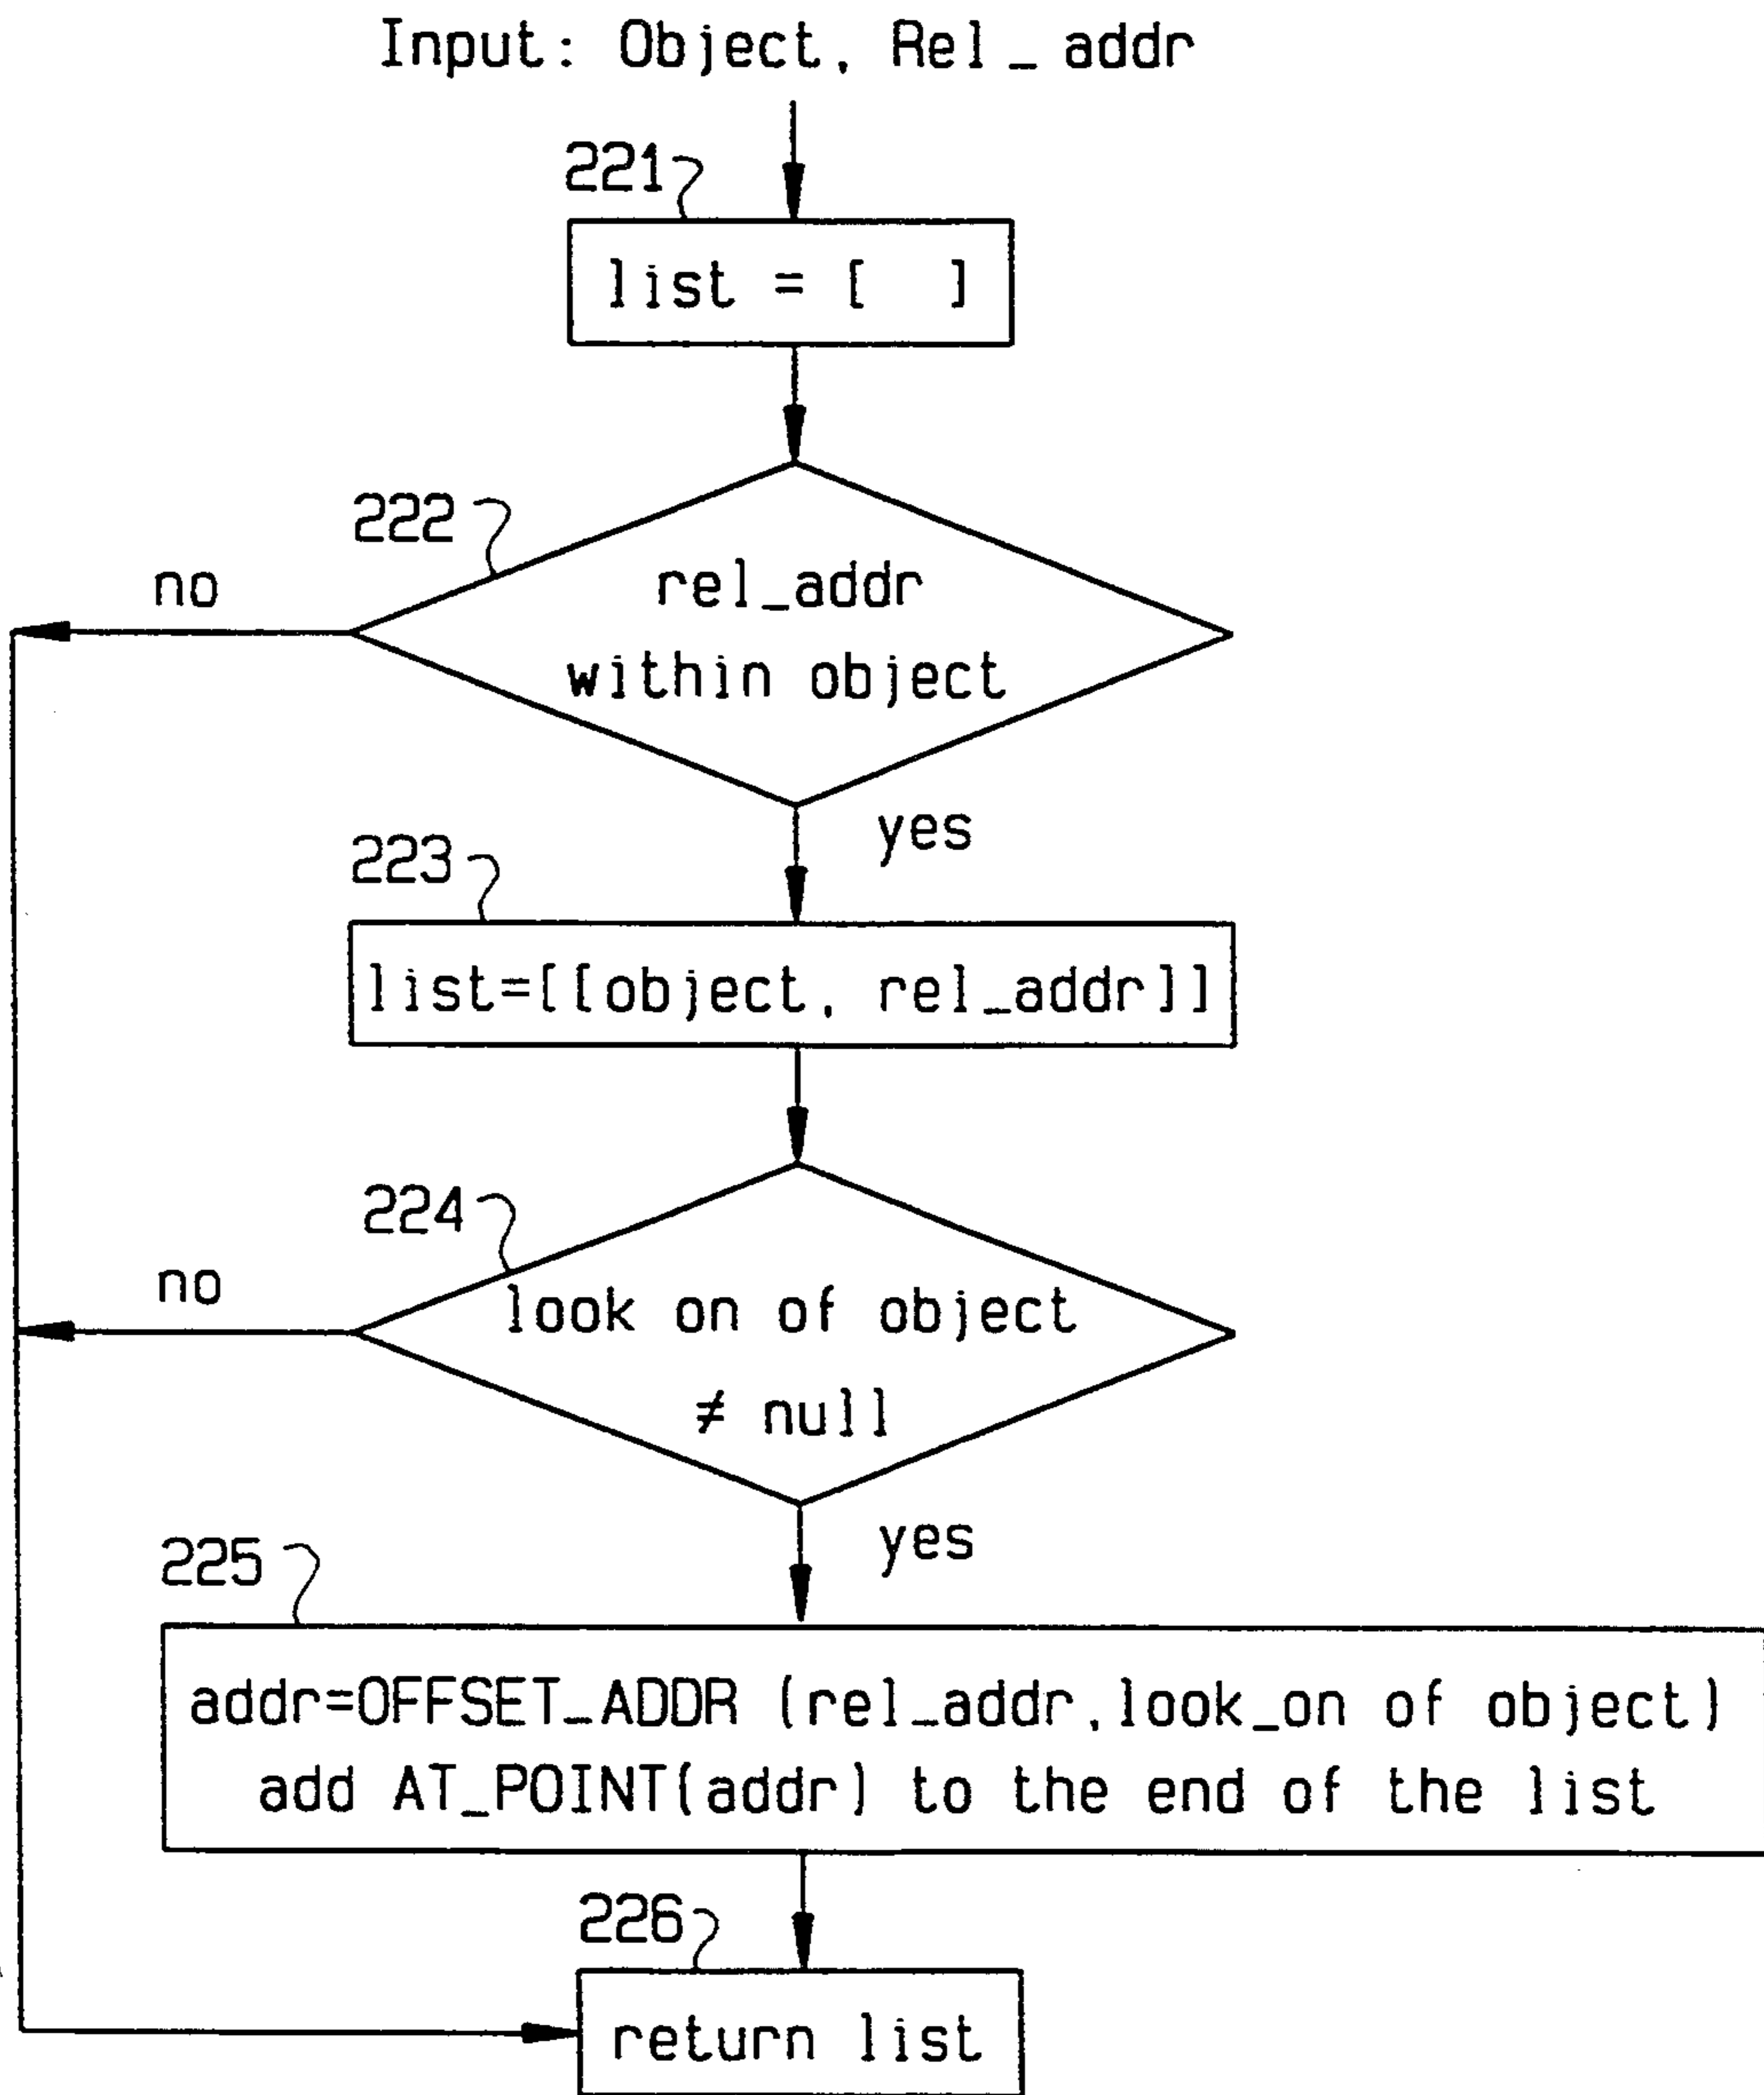 Input: Object, Rel_addr
221
list = [ ]
222
no
rel_addr
within object
yes
223
list=[[object, rel_addr]]
224
no
look on of object
≠ null
yes
225
addr=OFFSET_ADDR (rel_addr,look_on of object)
add AT_POINT(addr) to the end of the list
226
return list